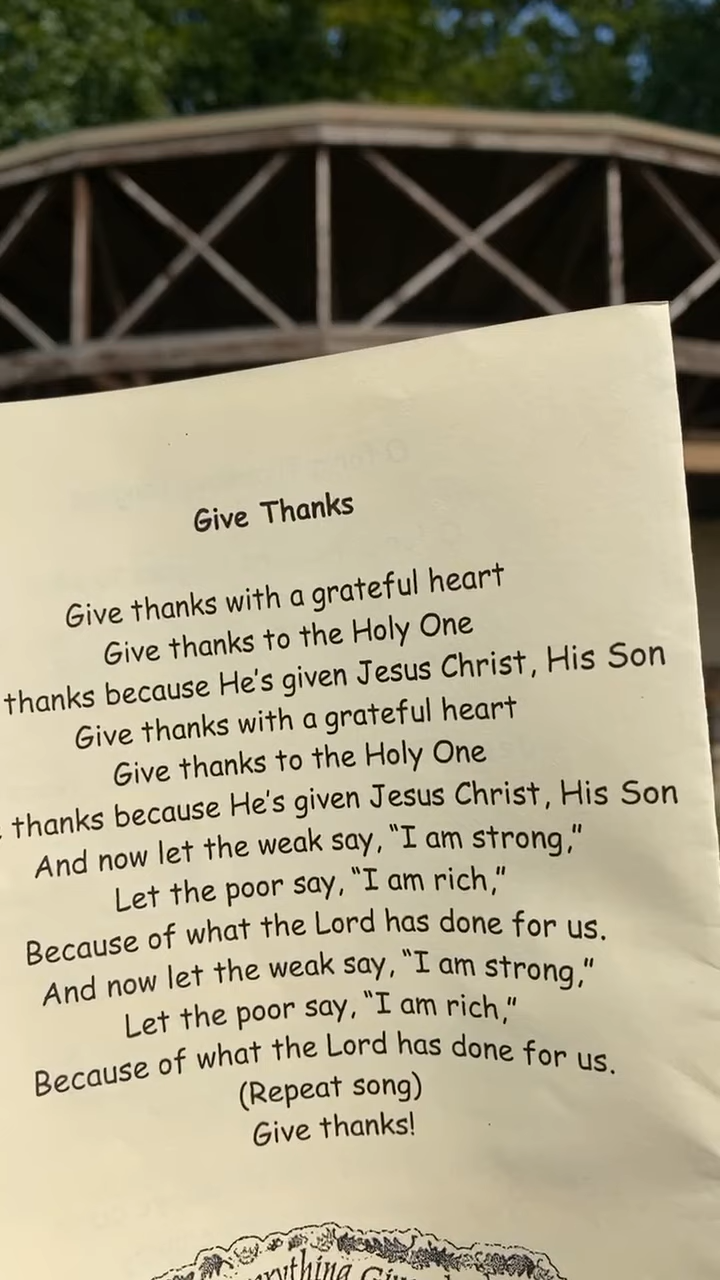 Give Thanks
Give thanks with a grateful heart
Give thanks to the Holy One
thanks because He's given Jesus Christ, His Son
Give thanks with a grateful heart
Give thanks to the Holy One
thanks because He's given Jesus Christ, His Son
And now let the weak say, "I am strong,"
Let the poor say, "I am rich,"
Because of what the Lord has done for us.
And now let the weak say, "I am strong,"
Let the poor say, "I am rich,"
Because of what the Lord has done for us.
(Repeat song)
Give thanks!